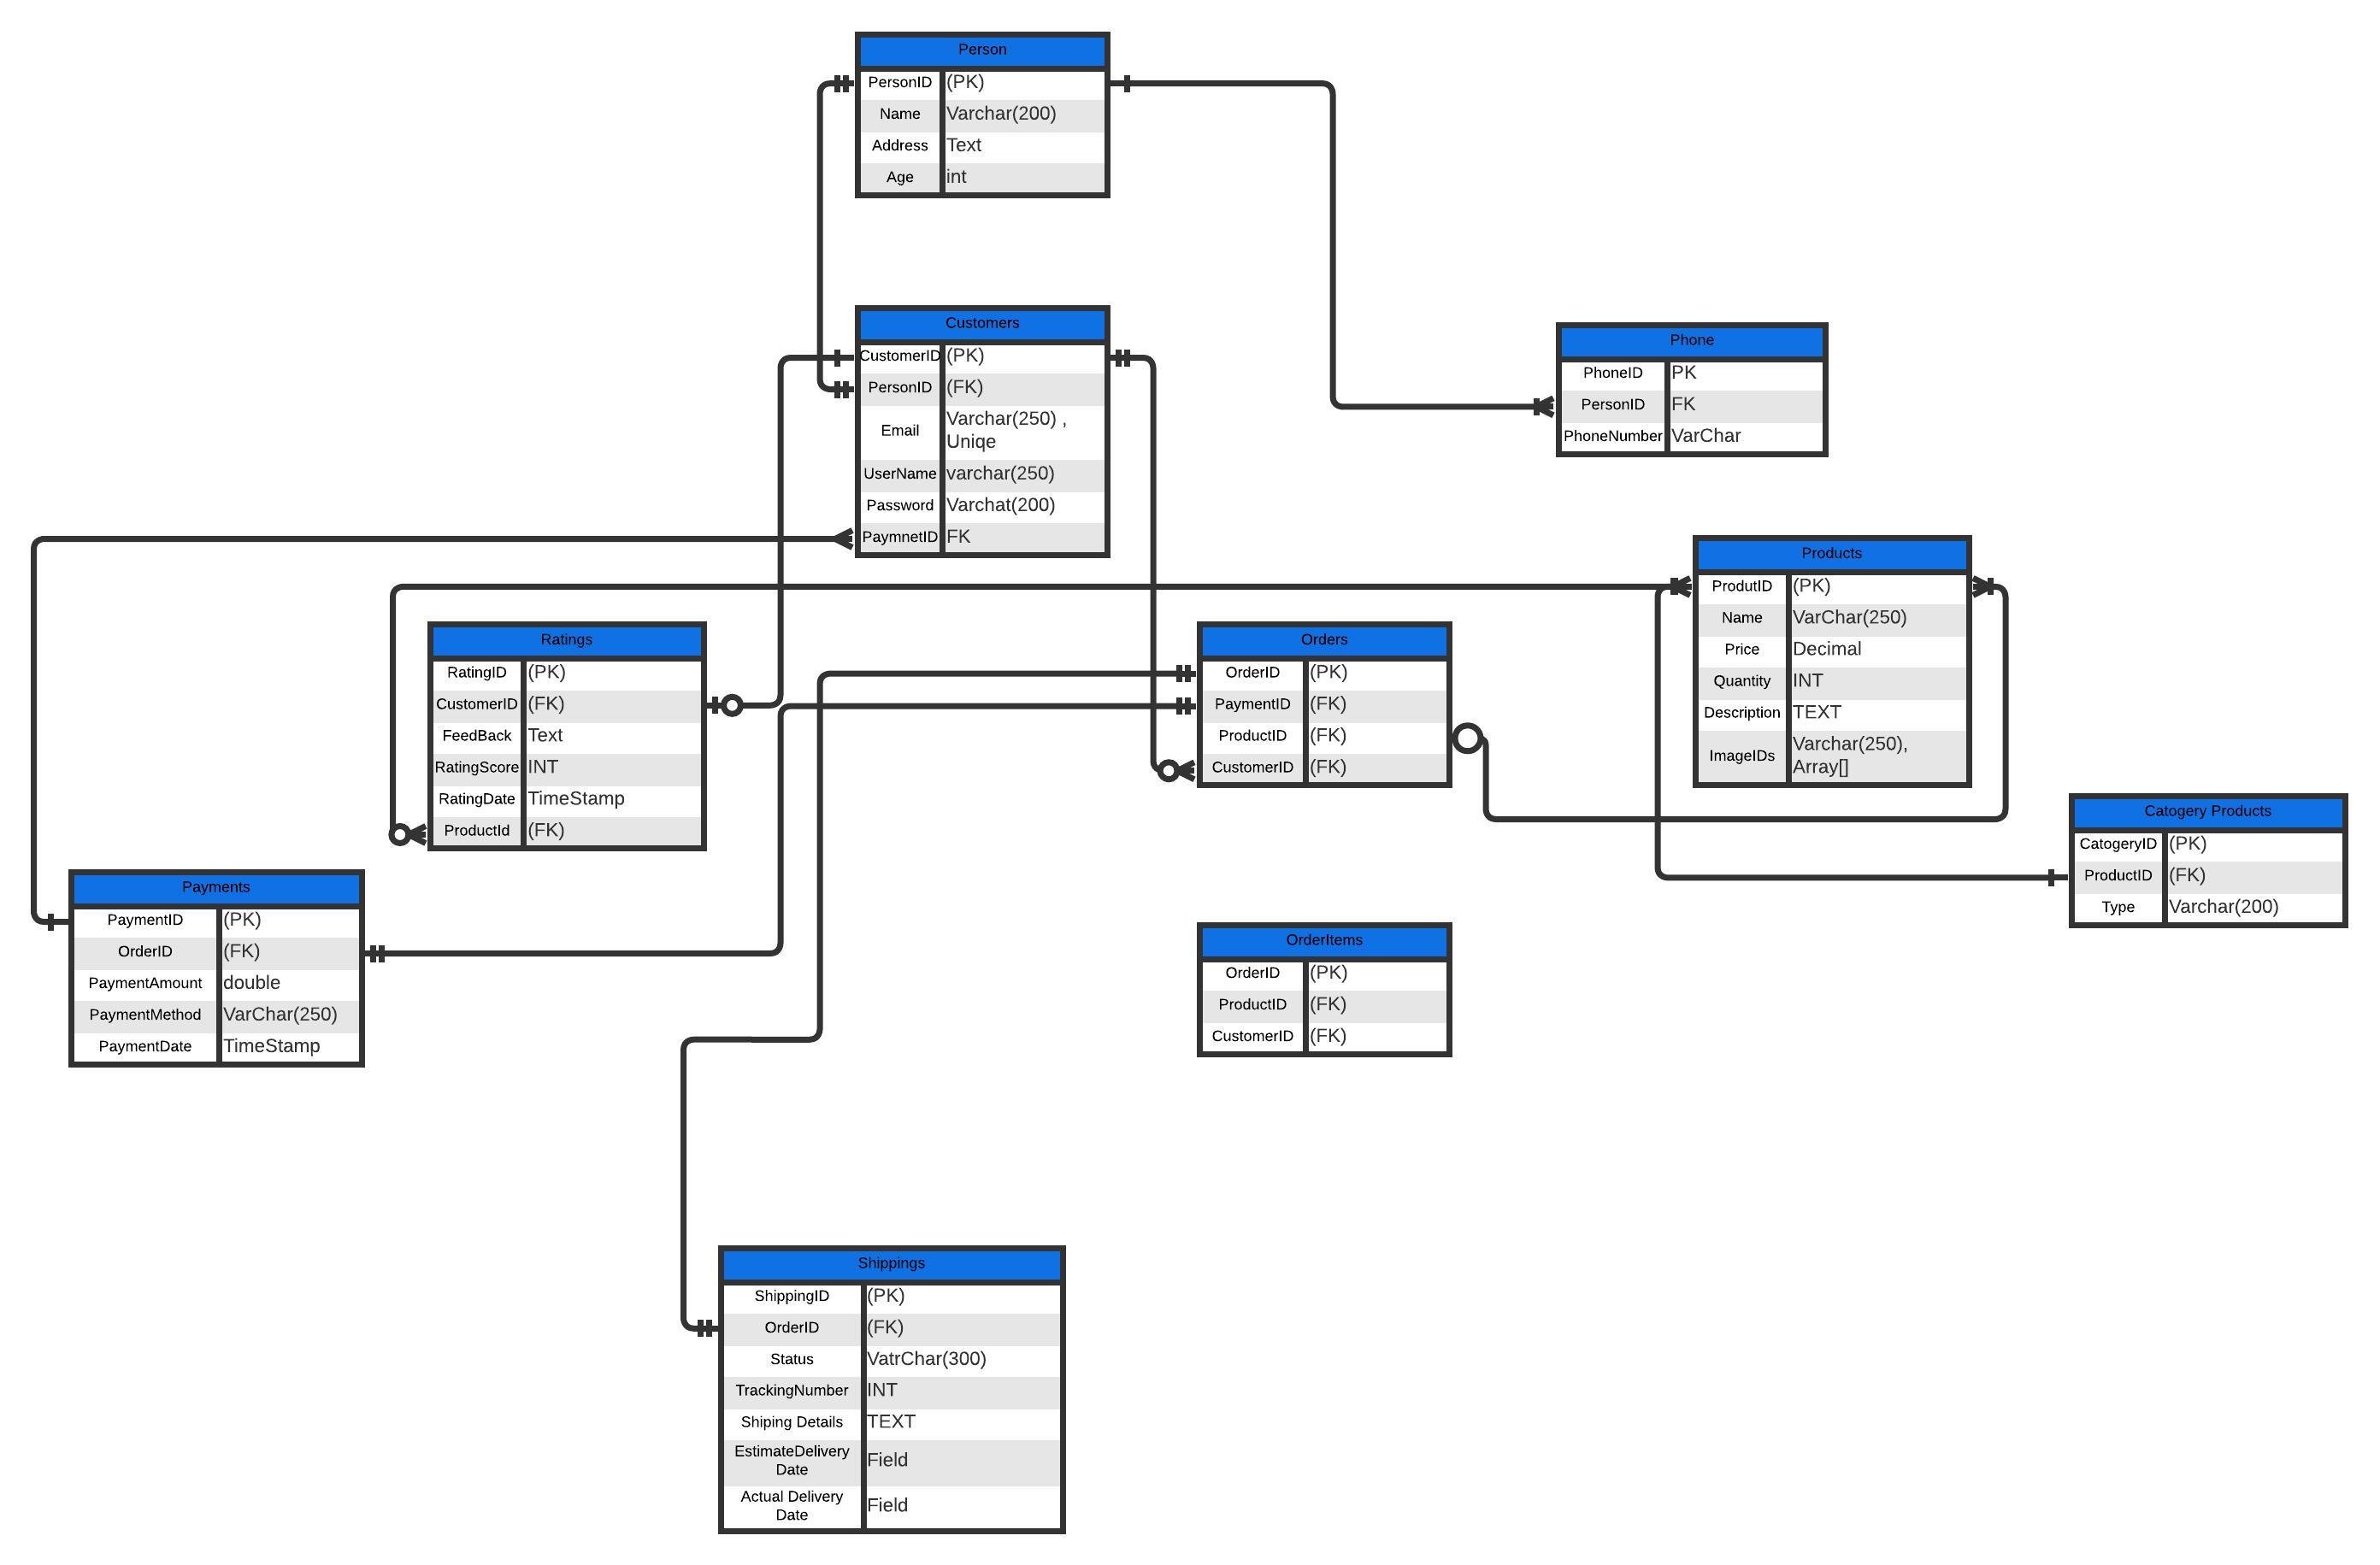 Person
PersonID (PK)
Name Varchar(200)
Address Text
Age int
Customers
CustomerID (PK)
PersonID (FK)
Email Varchar(250) ,
Uniqe
UserName varchar(250)
Password Varchat(200)
PaymnetID FK
Phone
PhoneID PK
PersonID FK
PhoneNumber VarChar
Products
ProdutID (PK)
Name VarChar(250)
Price Decimal
Quantity INT
Description TEXT
ImageIDs Varchar(250),
Array[]
Ratings
RatingID (PK)
CustomerID (FK)
FeedBack Text
RatingScore INT
RatingDate TimeStamp
ProductId (FK)
Orders
OrderID (PK)
PaymentID (FK)
ProductID (FK)
CustomerID (FK)
Catogery Products
CatogeryID (PK)
ProductID (FK)
Type Varchar(200)
Payments
PaymentID (PK)
OrderID (FK)
PaymentAmount double
PaymentMethod VarChar(250)
PaymentDate TimeStamp
OrderItems
OrderID (PK)
ProductID (FK)
CustomerID (FK)
Shippings
ShippingID (PK)
OrderID (FK)
Status VatrChar(300)
TrackingNumber INT
Shiping Details TEXT
EstimateDelivery
Date Field
Actual Delivery
Date Field